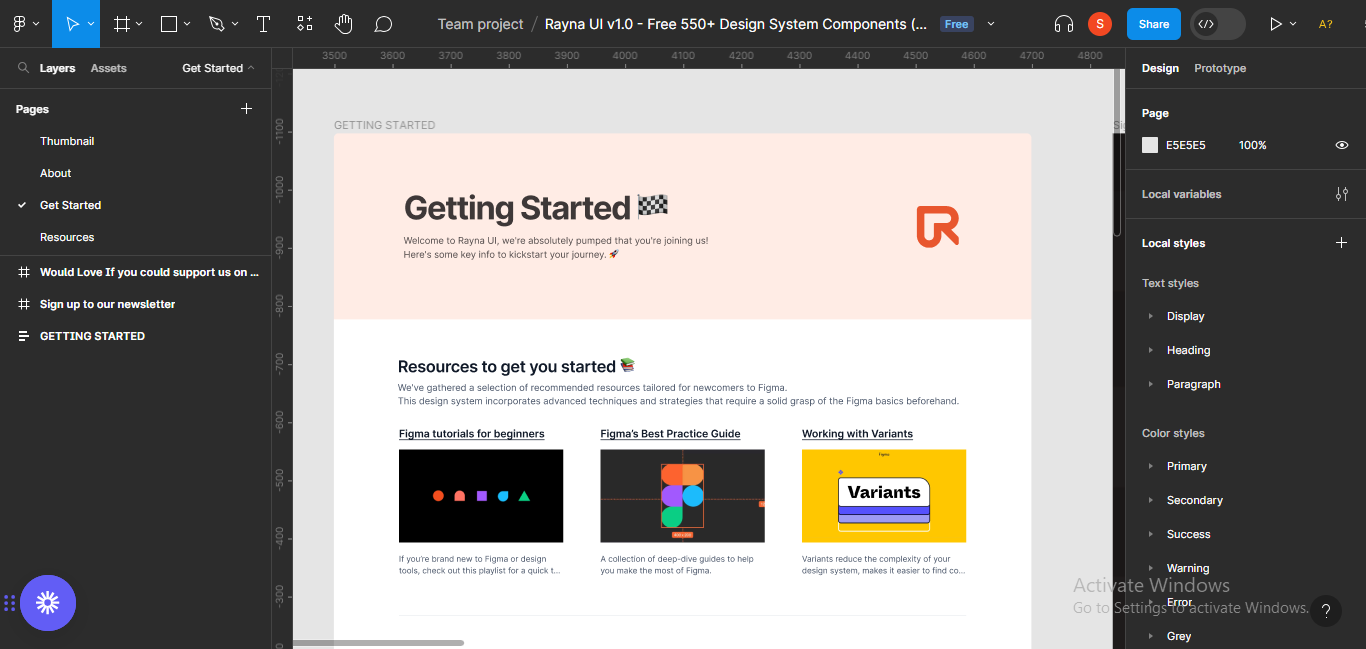 Team project / Rayna UI v1.0 - Free 550+ Design System Components (... Free
S
Share
A?
Layers
Assets
Get Started
Pages
Thumbnail
About
Get Started
Resources
Would Love If you could support us on ...
Sign up to our newsletter
GETTING STARTED
3500 3600 3700 3800 3900 4000 4100 4200 4300 4400 4500 4600 4700 4800
-1100
-1000
-900
-800
-700
-600
-500
-400
-300
GETTING STARTED
Getting Started 🏁
Welcome to Rayna UI, we're absolutely pumped that you're joining us!
Here's some key info to kickstart your journey. 🚀
Resources to get you started 📚
We've gathered a selection of recommended resources tailored for newcomers to Figma.
This design system incorporates advanced techniques and strategies that require a solid grasp of the Figma basics beforehand.
Figma tutorials for beginners
If you're brand new to Figma or design
tools, check out this playlist for a quick t...
Figma's Best Practice Guide
A collection of deep-dive guides to help
you make the most of Figma.
Working with Variants
Figma
Variants
Variants reduce the complexity of your
design system, makes it easier to find co...
Design
Prototype
Page
E5E5E5 100%
Local variables
Local styles
Text styles
Display
Heading
Paragraph
Color styles
Primary
Secondary
Success
Warning
Error
Grey
Activate Windows
Go to Settings to activate Windows.
?